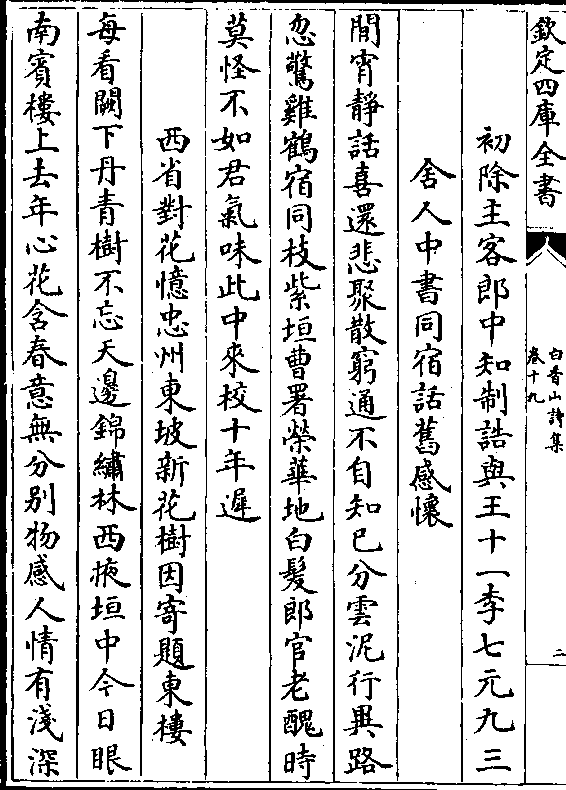 欽定四庫全書
白香山詩集
卷十九
二
初除主客郎中知制誥與王十一李七元九三
舍人中書同宿話舊感懷
閒宵靜話喜還悲聚散窮通不自知已分雲泥行異路
忽驚雞鶴宿同枝紫垣曹署榮華地白髮郎官老醜時
莫怪不如君氣味此中來校十年遲
西省對花憶忠州東坡新花樹因寄題東樓
每看闕下丹青樹不忘天邊錦繡林西掖垣中今日眼
南賓樓上去年心花含春意無分别物感人情有淺深